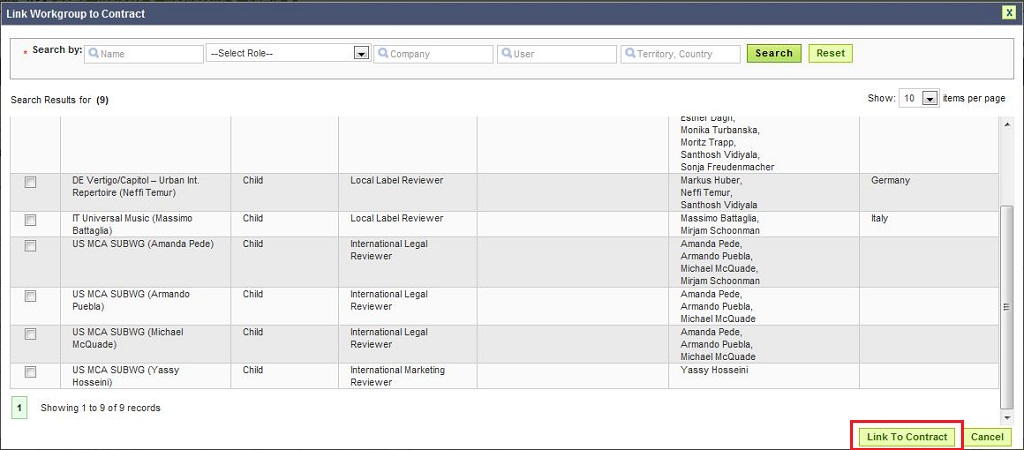 Link Workgroup to Contract
X
* Search by: Name --Select Role-- Company User Territory, Country Search Reset
Search Results for (9)
Show: 10 items per page
Monika Turbanska,
Moritz Trapp,
Santhosh Vidiyala,
Sonja Freudenmacher
DE Vertigo/Capitol – Urban Int. Child Local Label Reviewer Markus Huber, Germany
Repertoire (Neffi Temur) Neffi Temur,
Santhosh Vidiyala
IT Universal Music (Massimo Child Local Label Reviewer Massimo Battaglia, Italy
Battaglia) Mirjam Schoonman
US MCA SUBWG (Amanda Pede) Child International Legal Amanda Pede,
Reviewer Armando Puebla,
Michael McQuade,
Mirjam Schoonman
US MCA SUBWG (Armando Child International Legal Amanda Pede,
Puebla) Reviewer Armando Puebla,
Michael McQuade
US MCA SUBWG (Michael Child International Legal Amanda Pede,
McQuade) Reviewer Armando Puebla,
Michael McQuade
US MCA SUBWG (Yassy Child International Marketing Yassy Hosseini
Hosseini) Reviewer
1 Showing 1 to 9 of 9 records
Link To Contract Cancel